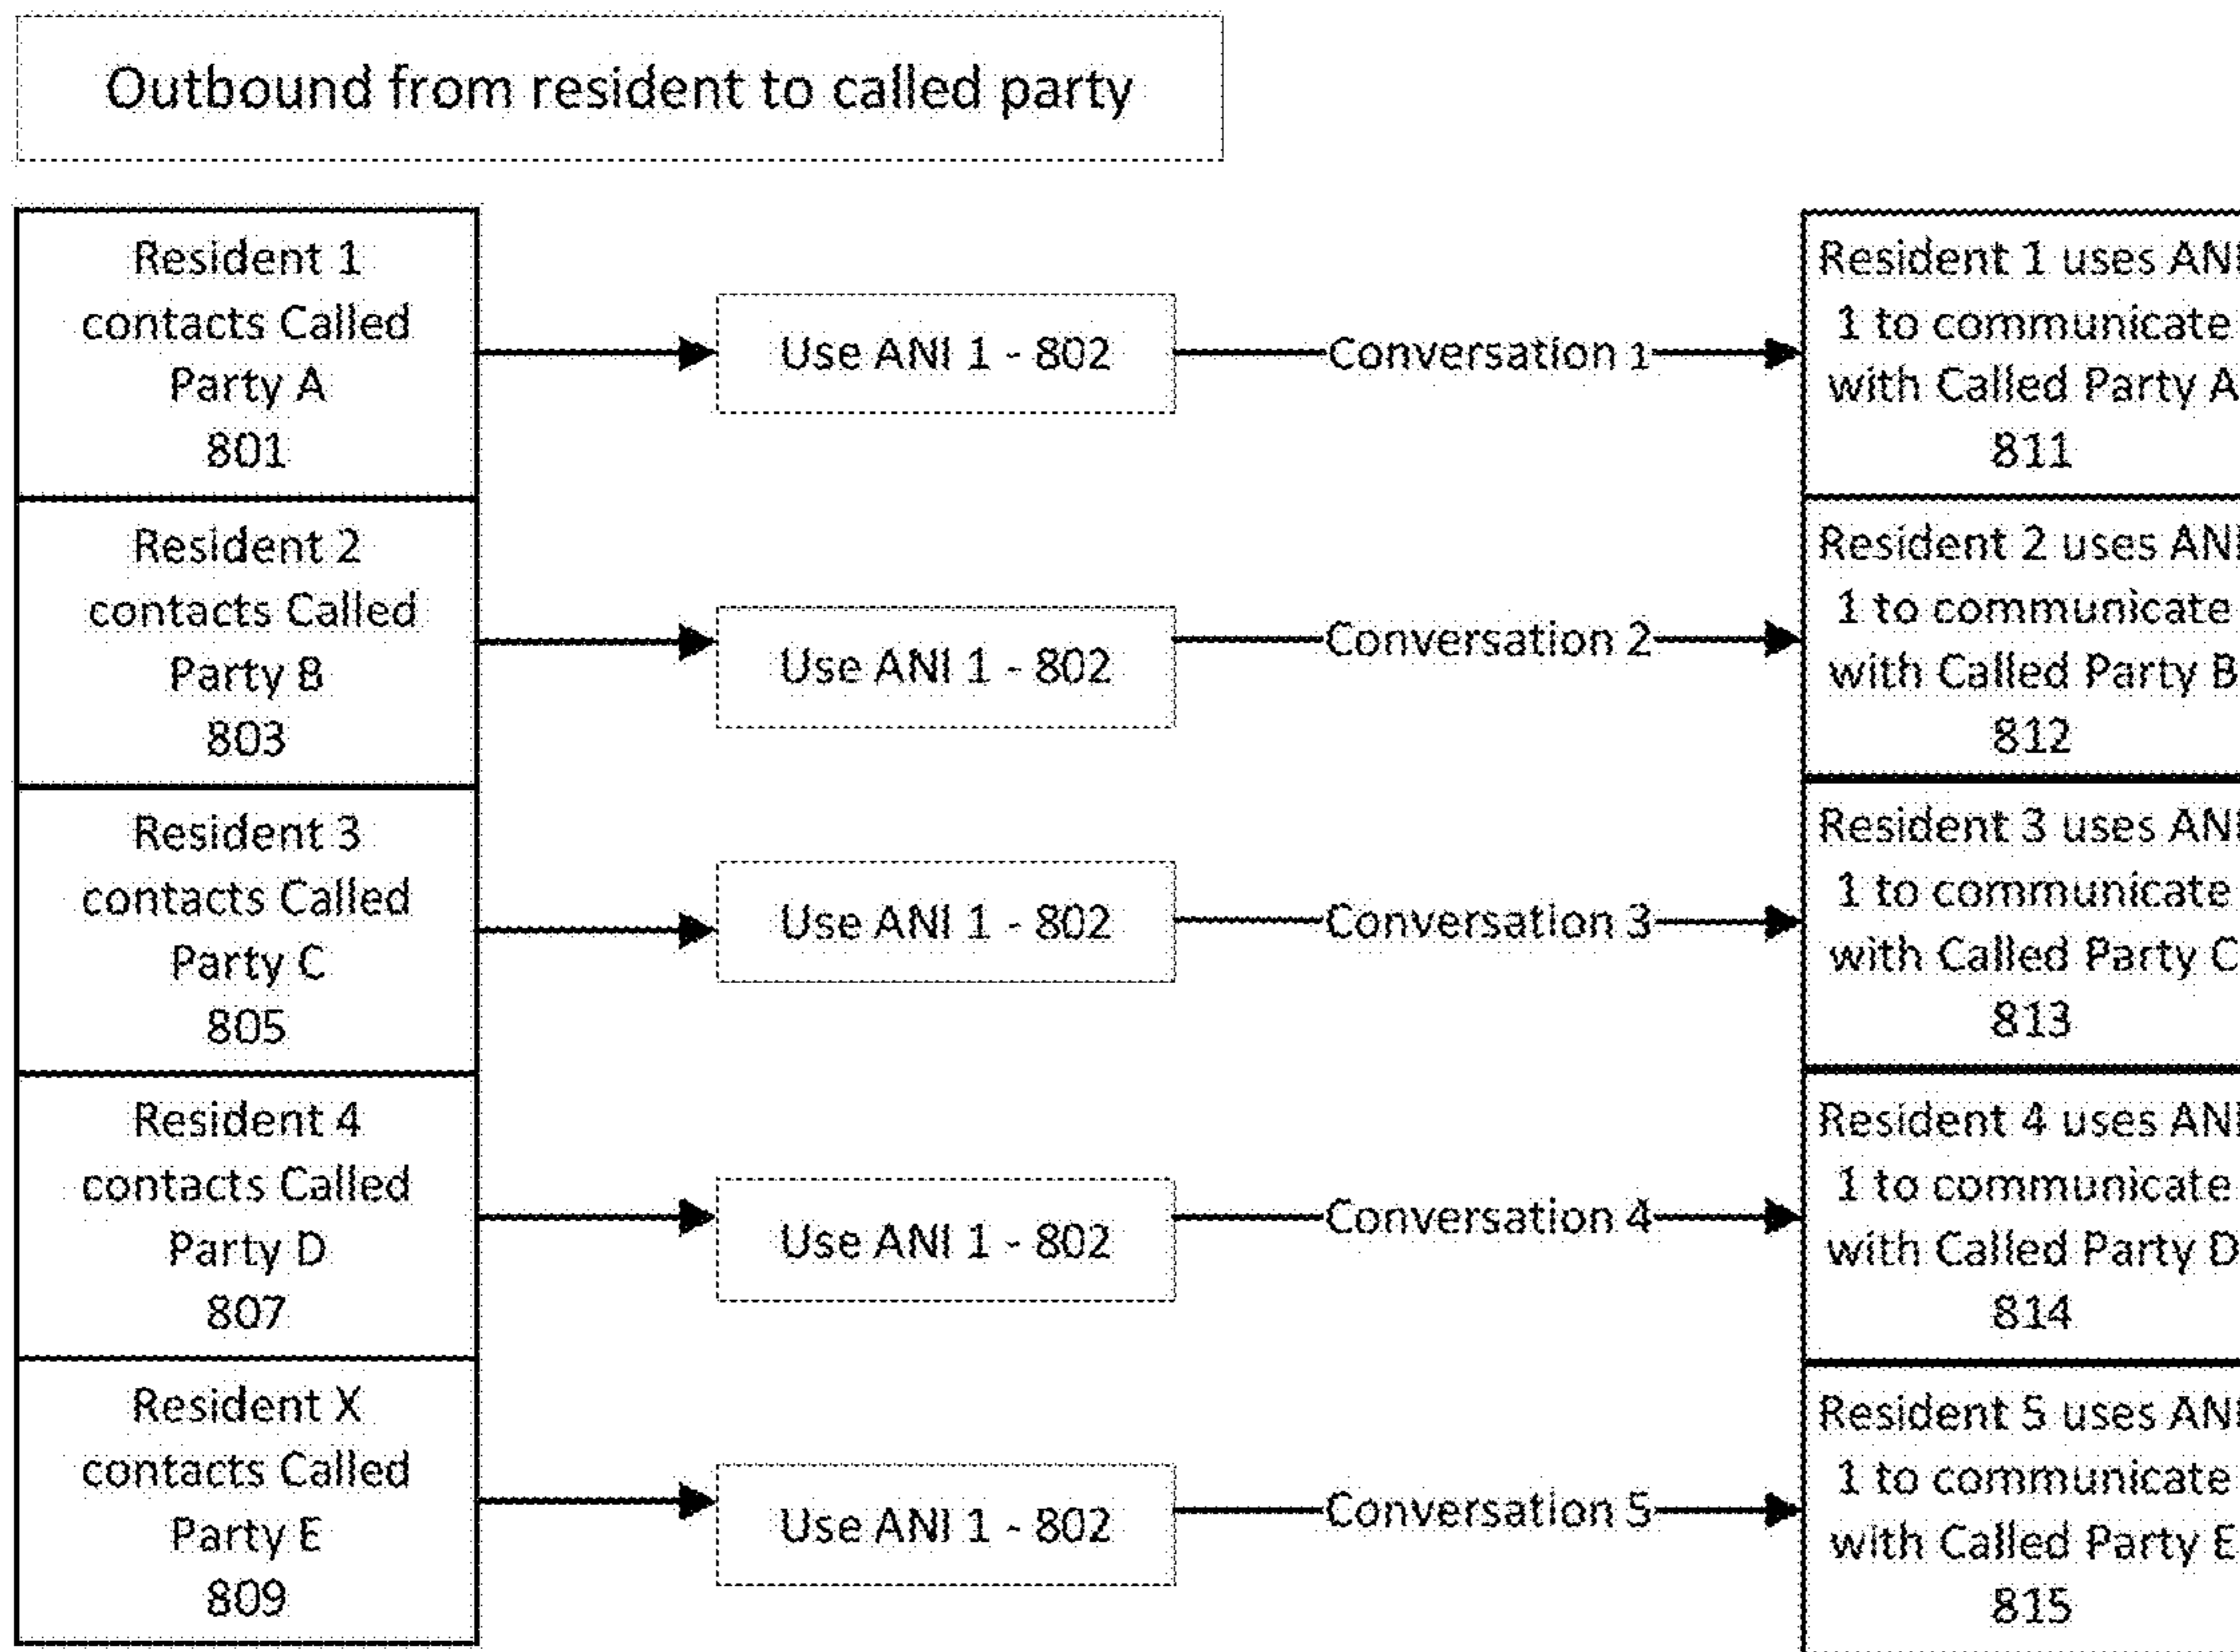 Outbound from resident to called party
Resident 1
contacts Called
Party A
801
Use ANI 1 - 802
Conversation 1
Resident 1 uses ANI
1 to communicate
with Called Party A
811
Resident 2
contacts Called
Party B
803
Use ANI 1 - 802
Conversation 2
Resident 2 uses ANI
1 to communicate
with Called Party B
812
Resident 3
contacts Called
Party C
805
Use ANI 1 - 802
Conversation 3
Resident 3 uses ANI
1 to communicate
with Called Party C
813
Resident 4
contacts Called
Party D
807
Use ANI 1 - 802
Conversation 4
Resident 4 uses ANI
1 to communicate
with Called Party D
814
Resident X
contacts Called
Party E
809
Use ANI 1 - 802
Conversation 5
Resident 5 uses ANI
1 to communicate
with Called Party E
815